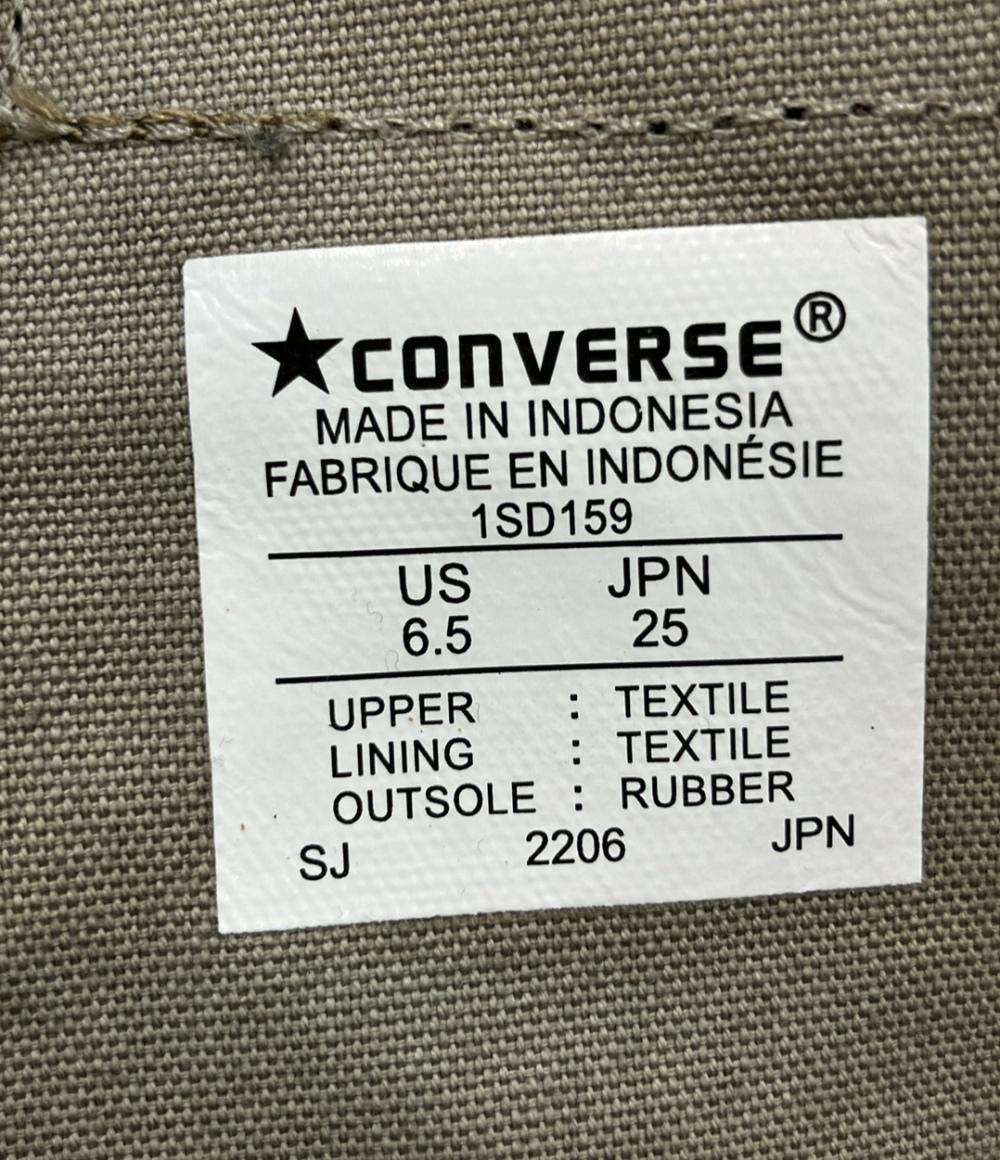 ★CONVERSE®
MADE IN INDONESIA
FABRIQUE EN INDONÉSIE
1SD159
US JPN
6.5 25
UPPER : TEXTILE
LINING : TEXTILE
OUTSOLE : RUBBER
SJ 2206 JPN